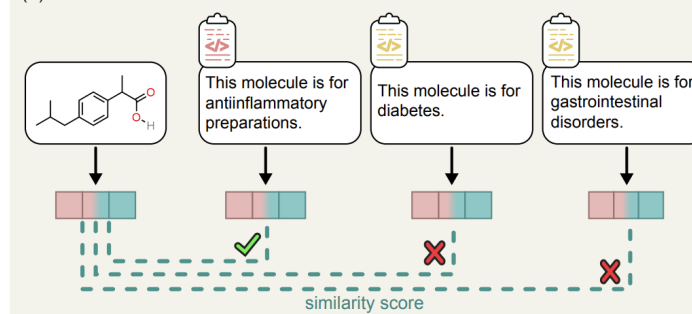 </>
</>
</>
This molecule is for
antiinflammatory
preparations.
This molecule is for
diabetes.
This molecule is for
gastrointestinal
disorders.
O
O
H
similarity score